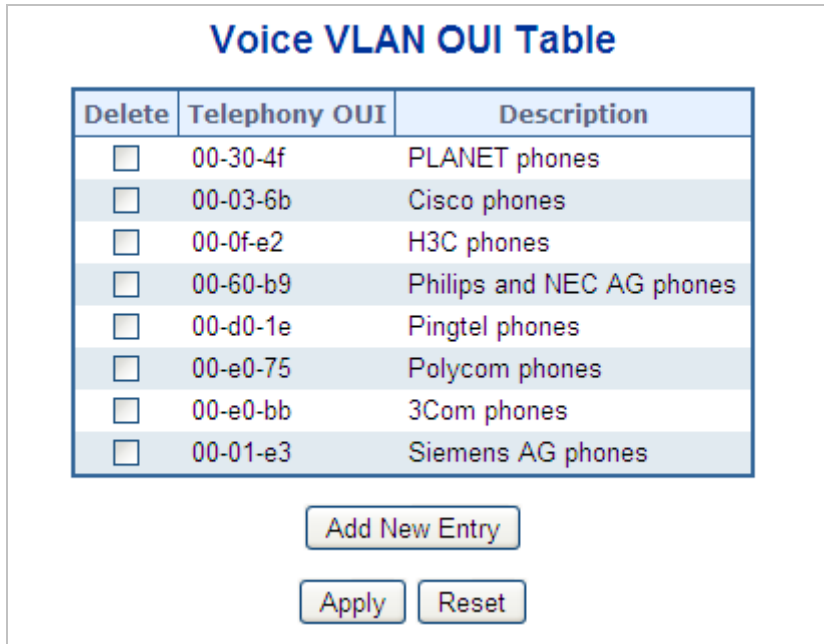 Voice VLAN OUI Table
Delete Telephony OUI Description
00-30-4f PLANET phones
00-03-6b Cisco phones
00-0f-e2 H3C phones
00-60-b9 Philips and NEC AG phones
00-d0-1e Pingtel phones
00-e0-75 Polycom phones
00-e0-bb 3Com phones
00-01-e3 Siemens AG phones
Add New Entry
Apply Reset